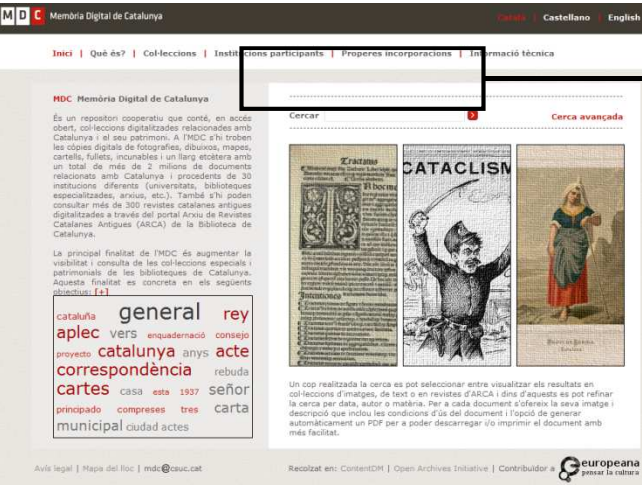 MDC Memòria Digital de Catalunya
Català | Castellano | English
Inici | Què és? | Col·leccions | Institucions participants | Properes incorporacions | Informació tècnica
MDC Memòria Digital de Catalunya
És un repositori cooperatiu que conté, en accés
obert, col·leccions digitalitzades relacionades amb
Catalunya i el seu patrimoni. A l'MDC s'hi troben
les còpies digitals de fotografies, dibuixos, mapes,
cartells, fullets, incunables i un llarg etcètera amb
un total de més de 2 milions de documents
relacionats amb Catalunya i procedents de 30
institucions diferents (universitats, biblioteques
especialitzades, arxius, etc.). També s'hi poden
consultar més de 300 revistes catalanes antigues
digitalitzades a través del portal Arxiu de Revistes
Catalanes Antigues (ARCA) de la Biblioteca de
Catalunya.
La principal finalitat de l'MDC és augmentar la
visibilitat i consulta de les col·leccions especials i
patrimonials de les biblioteques de Catalunya.
Aquesta finalitat es concreta en els següents
objectius: [+]
cataluña general rey
aplec vers enquadernació consejo
proyecto catalunya anys acte
correspondència rebuda
cartes casa esta 1937 señor
principado compreses tres carta
municipal ciudad actes
Cercar
Cerca avançada
Tractatus
CATACLISM
Un cop realitzada la cerca es pot seleccionar entre visualitzar els resultats en
col·leccions d'imatges, de text o en revistes d'ARCA i dins d'aquests es pot refinar
la cerca per data, autor o matèria. Per a cada document s'ofereix la seva imatge i
descripció que inclou les condicions d'ús del document i l'opció de generar
automàticament un PDF per a poder descarregar i/o imprimir el document amb
més facilitat.
Avís legal | Mapa del lloc | mdc@csuc.cat
Recolzat en: ContentDM | Open Archives Initiative | Contribuïdor a
europeana
pensar la cultura